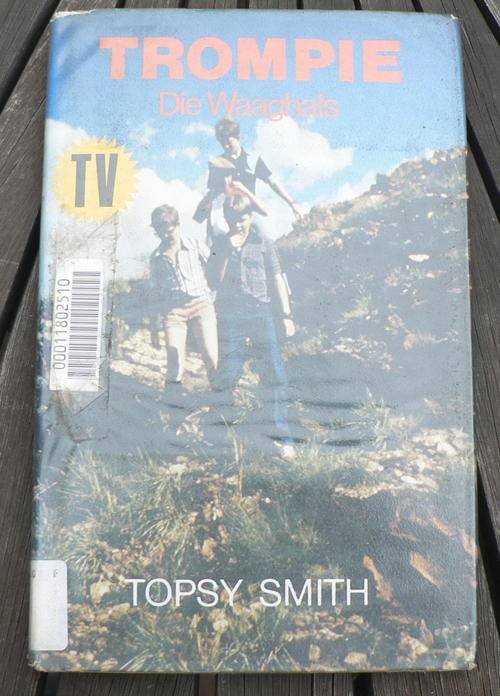 TROMPIE
Die Waaghals
TV
00011802510
TOPSY SMITH